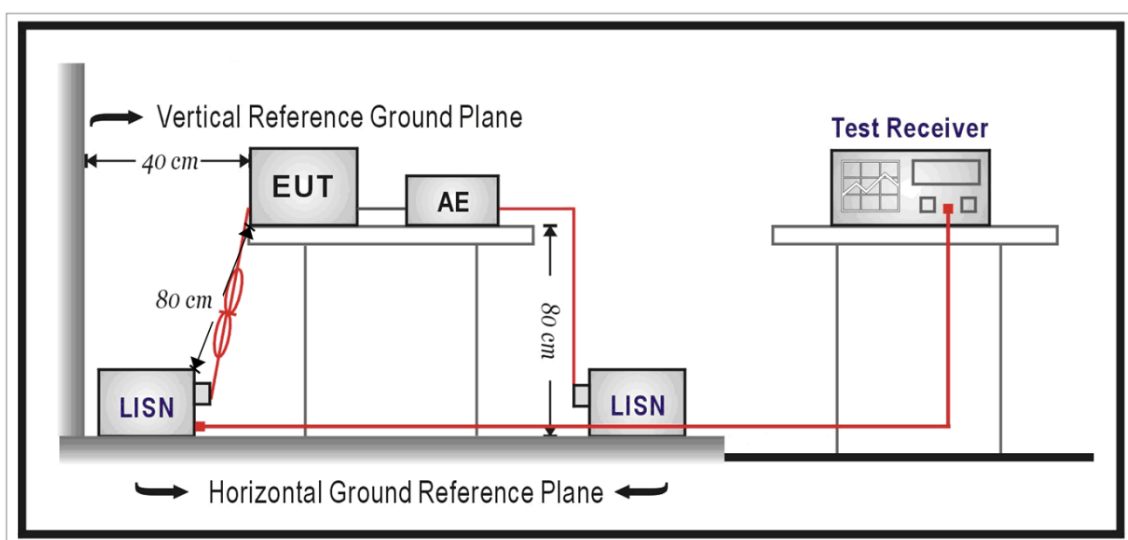 Vertical Reference Ground Plane
Test Receiver
40 cm
EUT
AE
80 cm
80 cm
LISN
LISN
Horizontal Ground Reference Plane